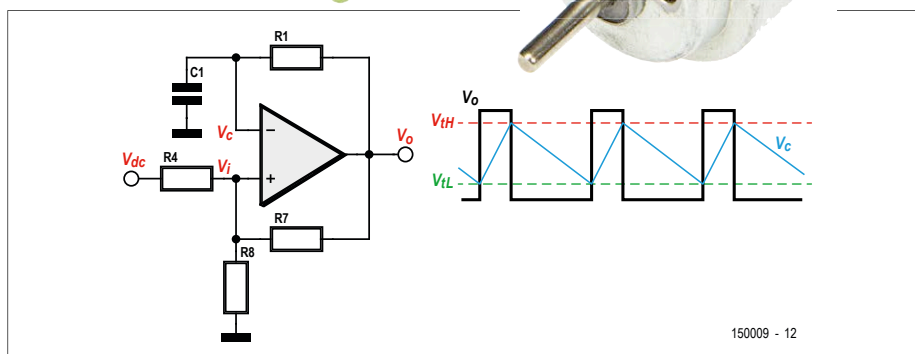 R1
C1
Vo
VtH
Vc
Vc
Vo
Vdc
R4
Vi
VtL
R7
R8
150009 - 12